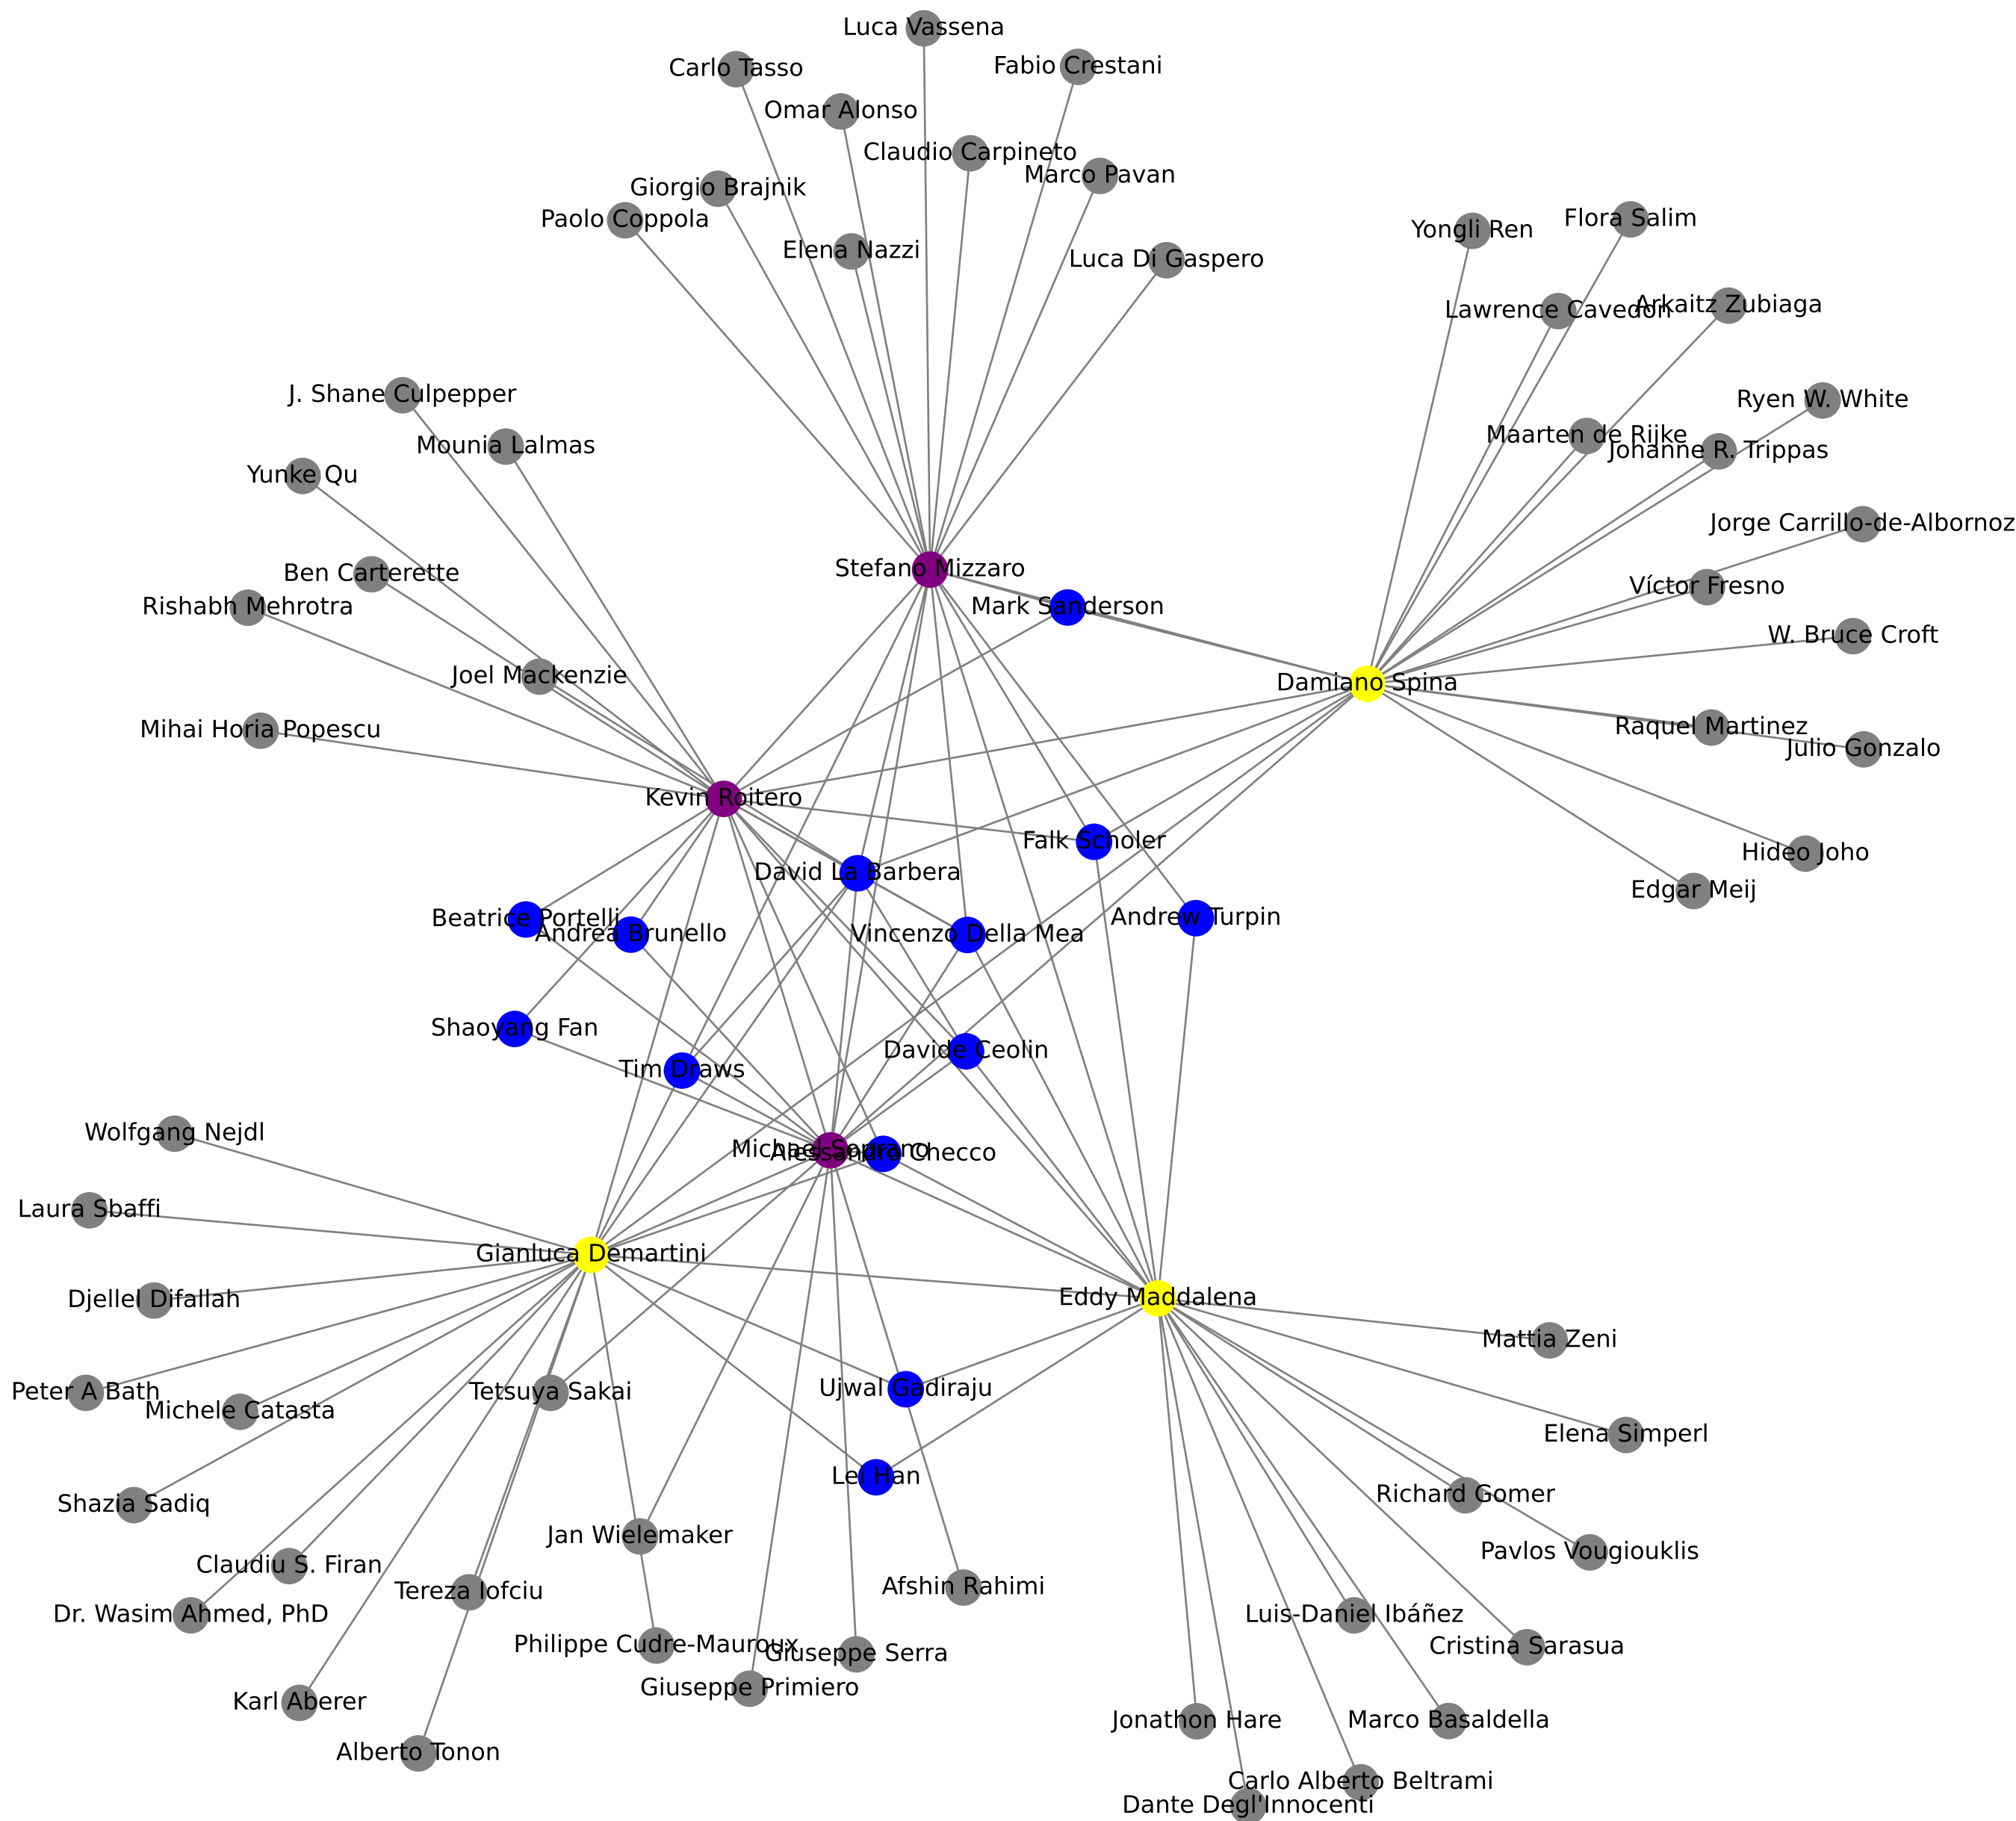 Luca Vassena
Carlo Tasso
Fabio Crestani
Omar Alonso
Claudio Carpineto
Marco Pavan
Giorgio Brajnik
Paolo Coppola
Elena Nazzi
Luca Di Gaspero
Yongli Ren
Flora Salim
Lawrence Cavedon
Arkaitz Zubiaga
J. Shane Culpepper
Ryen W. White
Mounia Lalmas
Maarten de Rijke
Johanne R. Trippas
Yunke Qu
Jorge Carrillo-de-Albornoz
Ben Carterette
Stefano Mizzaro
Víctor Fresno
Rishabh Mehrotra
Mark Sanderson
W. Bruce Croft
Joel Mackenzie
Damiano Spina
Mihai Horia Popescu
Raquel Martinez
Julio Gonzalo
Kevin Roitero
Falk Scholer
Hideo Joho
David La Barbera
Edgar Meij
Beatrice Portelli
Andrea Brunello
Vincenzo Della Mea
Andrew Turpin
Shaoyang Fan
Davide Ceolin
Tim Draws
Wolfgang Nejdl
Michael Soprano
Alessandro Checco
Laura Sbaffi
Gianluca Demartini
Djellel Difallah
Eddy Maddalena
Mattia Zeni
Peter A Bath
Tetsuya Sakai
Ujwal Gadiraju
Michele Catasta
Elena Simperl
Lei Han
Shazia Sadiq
Richard Gomer
Jan Wielemaker
Pavlos Vougiouklis
Claudiu S. Firan
Tereza Iofciu
Afshin Rahimi
Dr. Wasim Ahmed, PhD
Luis-Daniel Ibáñez
Philippe Cudre-Mauroux
Giuseppe Serra
Cristina Sarasua
Giuseppe Primiero
Karl Aberer
Jonathon Hare
Marco Basaldella
Alberto Tonon
Carlo Alberto Beltrami
Dante Degl'Innocenti